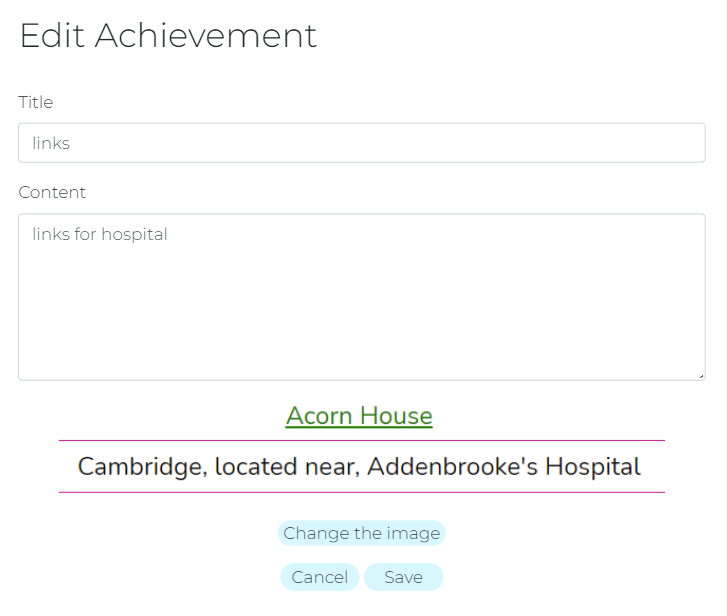 Edit Achievement
Title
links
Content
links for hospital
Acorn House
Cambridge, located near, Addenbrooke's Hospital
Change the image
Cancel Save